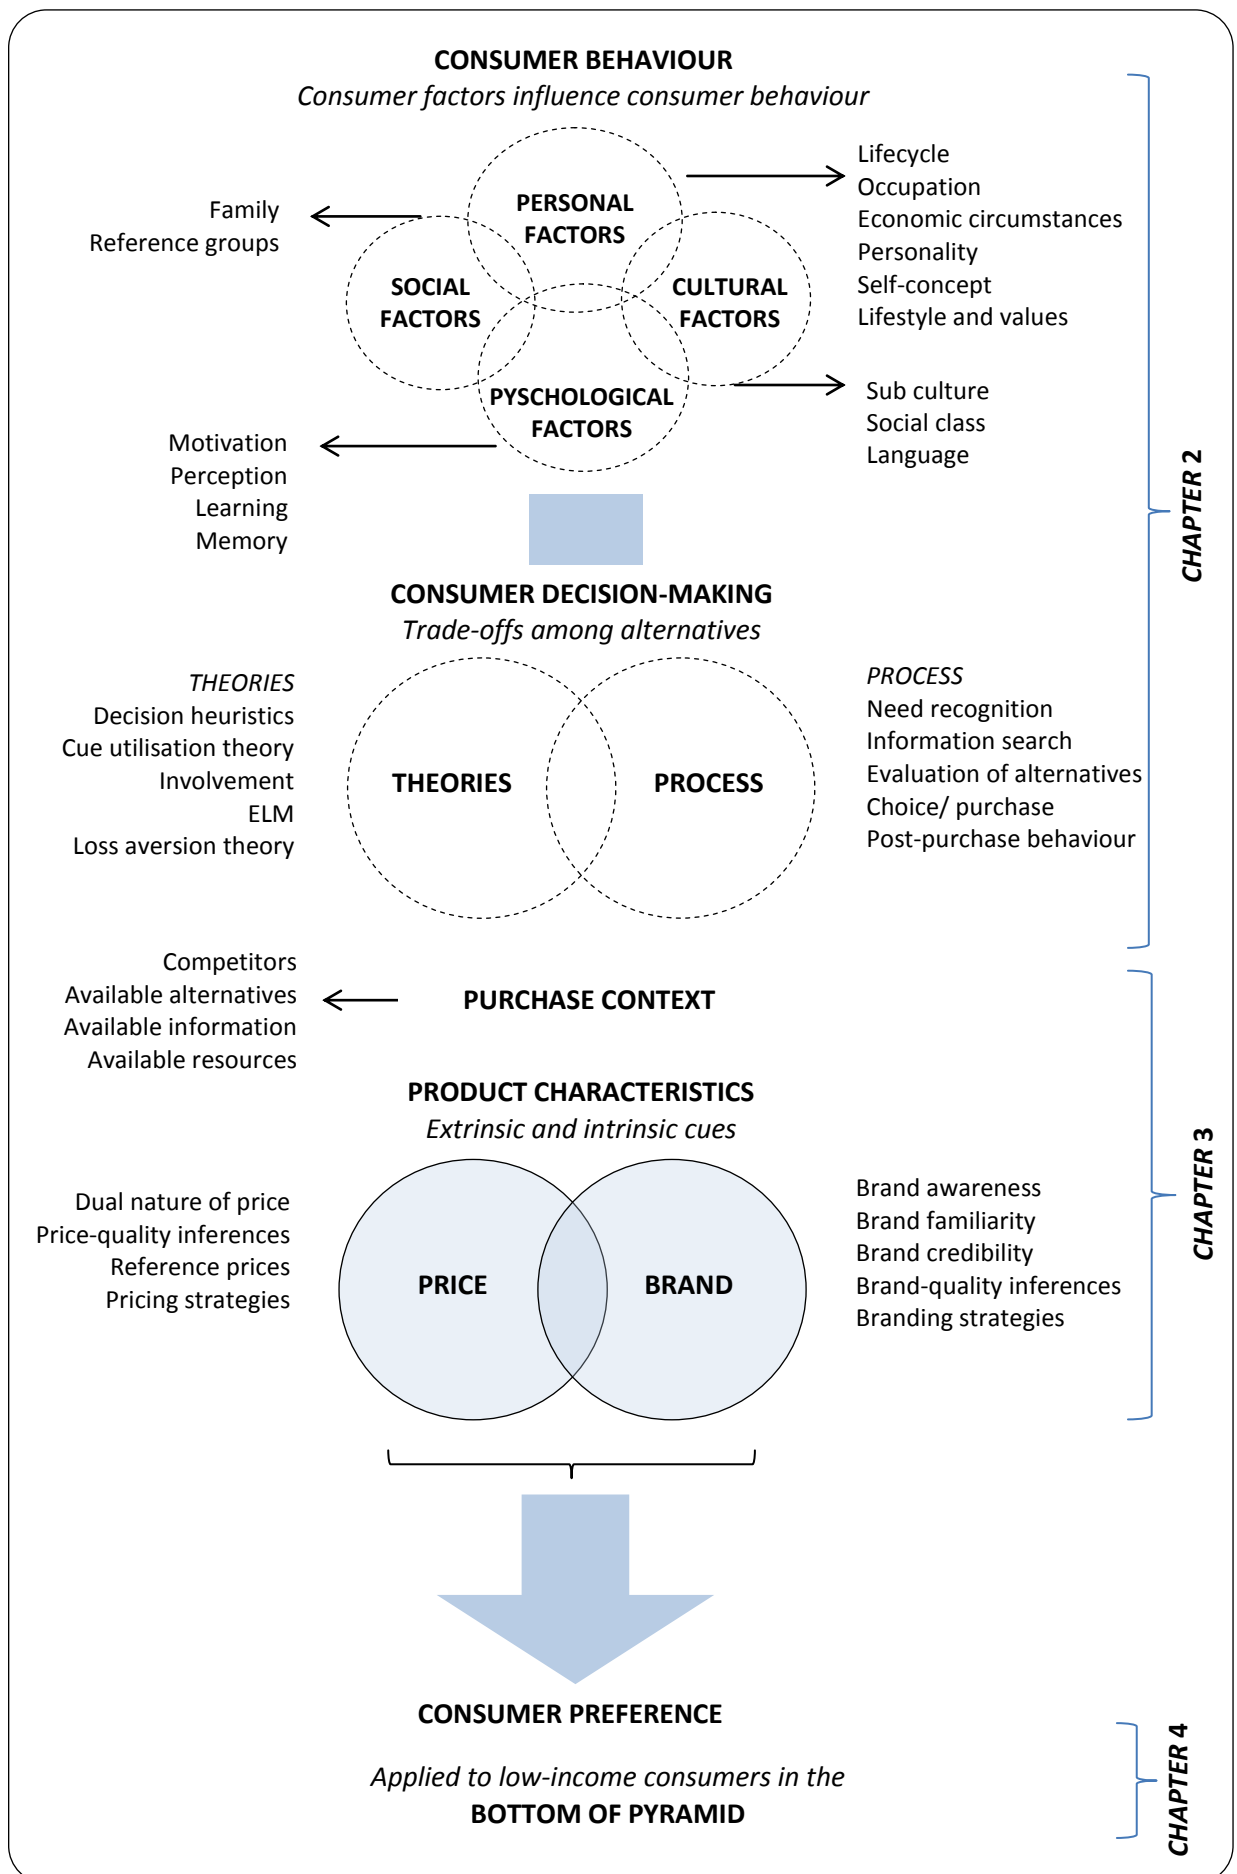 CONSUMER BEHAVIOUR
Consumer factors influence consumer behaviour
Family
Reference groups
PERSONAL
FACTORS
Lifecycle
Occupation
Economic circumstances
Personality
Self-concept
Lifestyle and values
SOCIAL
FACTORS
CULTURAL
FACTORS
PYSCHOLOGICAL
FACTORS
Sub culture
Social class
Language
Motivation
Perception
Learning
Memory
CHAPTER 2
CONSUMER DECISION-MAKING
Trade-offs among alternatives
THEORIES
Decision heuristics
Cue utilisation theory
Involvement
ELM
Loss aversion theory
THEORIES
PROCESS
PROCESS
Need recognition
Information search
Evaluation of alternatives
Choice/ purchase
Post-purchase behaviour
Competitors
Available alternatives
Available information
Available resources
PURCHASE CONTEXT
PRODUCT CHARACTERISTICS
Extrinsic and intrinsic cues
Dual nature of price
Price-quality inferences
Reference prices
Pricing strategies
PRICE
BRAND
Brand awareness
Brand familiarity
Brand credibility
Brand-quality inferences
Branding strategies
CHAPTER 3
CONSUMER PREFERENCE
Applied to low-income consumers in the
BOTTOM OF PYRAMID
CHAPTER 4